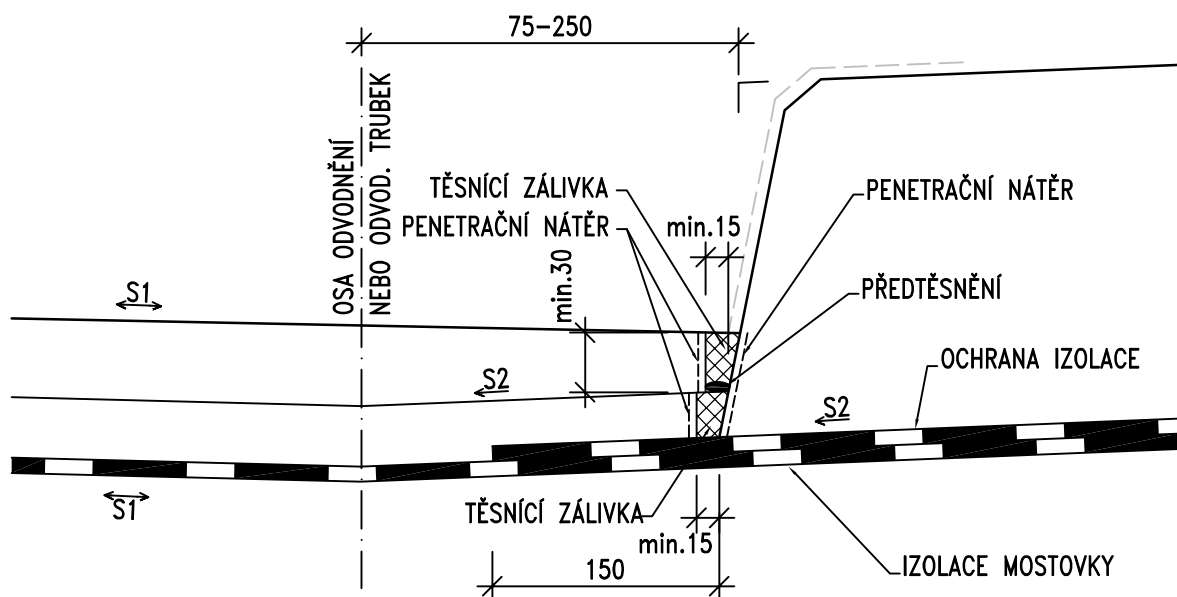 75-250
OSA ODVODNĚNÍ
NEBO ODVOD. TRUBEK
TĚSNÍCÍ ZÁLIVKA
PENETRAČNÍ NÁTĚR
min.15
PENETRAČNÍ NÁTĚR
min.30
PŘEDTĚSNĚNÍ
S1
OCHRANA IZOLACE
S2
S2
S1
TĚSNÍCÍ ZÁLIVKA
min.15
150
IZOLACE MOSTOVKY